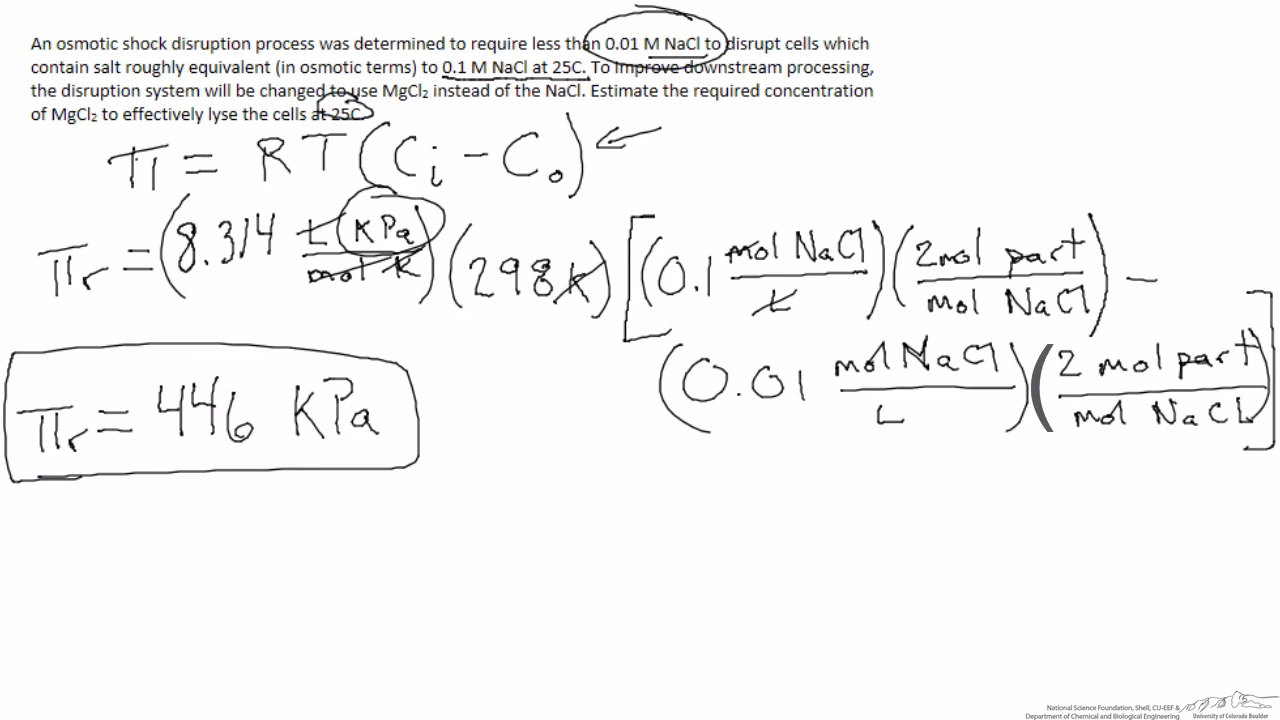 An osmotic shock disruption process was determined to require less than 0.01 M NaCl to disrupt cells which
contain salt roughly equivalent (in osmotic terms) to 0.1 M NaCl at 25C. To improve downstream processing,
the disruption system will be changed to use MgCl₂ instead of the NaCl. Estimate the required concentration
of MgCl₂ to effectively lyse the cells at 25C.
π = RT(Ci - Co)
πr = (8.314 L(KPa)/mol K)(298K)[(0.1 mol NaCl/L)(2mol part/mol NaCl) -
(0.01 mol NaCl/L)(2 mol part/mol NaCL)]
πr = 446 KPa
National Science Foundation, Shell, CU-EEF &
Department of Chemical and Biological Engineering
University of Colorado Boulder